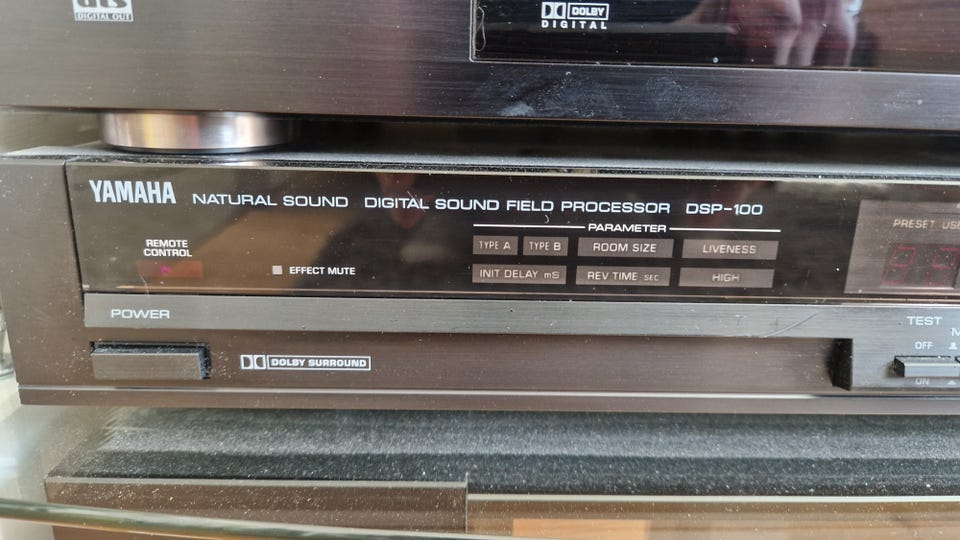 dts
DIGITAL OUT
DOLBY
DIGITAL
YAMAHA NATURAL SOUND DIGITAL SOUND FIELD PROCESSOR DSP-100
PARAMETER
PRESET USE
REMOTE
CONTROL
TYPE A TYPE B ROOM SIZE LIVENESS
EFFECT MUTE
INIT DELAY mS REV TIME SEC HIGH
POWER
TEST
M
OFF
DOLBY SURROUND
ON